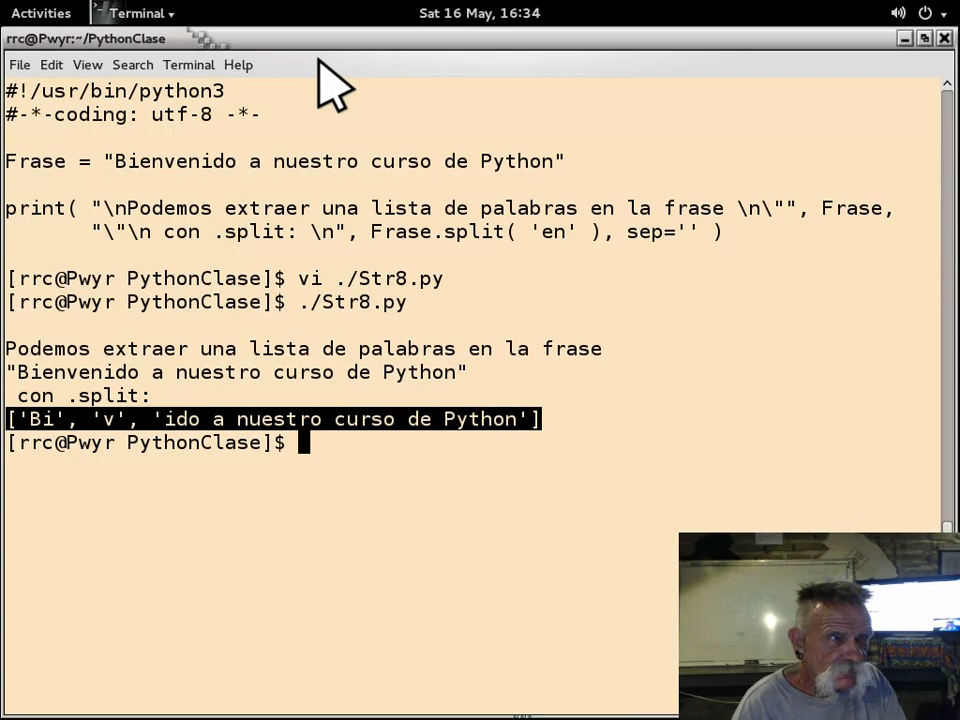 Activities Terminal Sat 16 May, 16:34
rrc@Pwyr:~/PythonClase
File Edit View Search Terminal Help
#!/usr/bin/python3
#-*-coding: utf-8 -*-
Frase = "Bienvenido a nuestro curso de Python"
print( "\nPodemos extraer una lista de palabras en la frase \n\"", Frase,
"\"\n con .split: \n", Frase.split( 'en' ), sep='' )
[rrc@Pwyr PythonClase]$ vi ./Str8.py
[rrc@Pwyr PythonClase]$ ./Str8.py
Podemos extraer una lista de palabras en la frase
"Bienvenido a nuestro curso de Python"
con .split:
['Bi', 'v', 'ido a nuestro curso de Python']
[rrc@Pwyr PythonClase]$